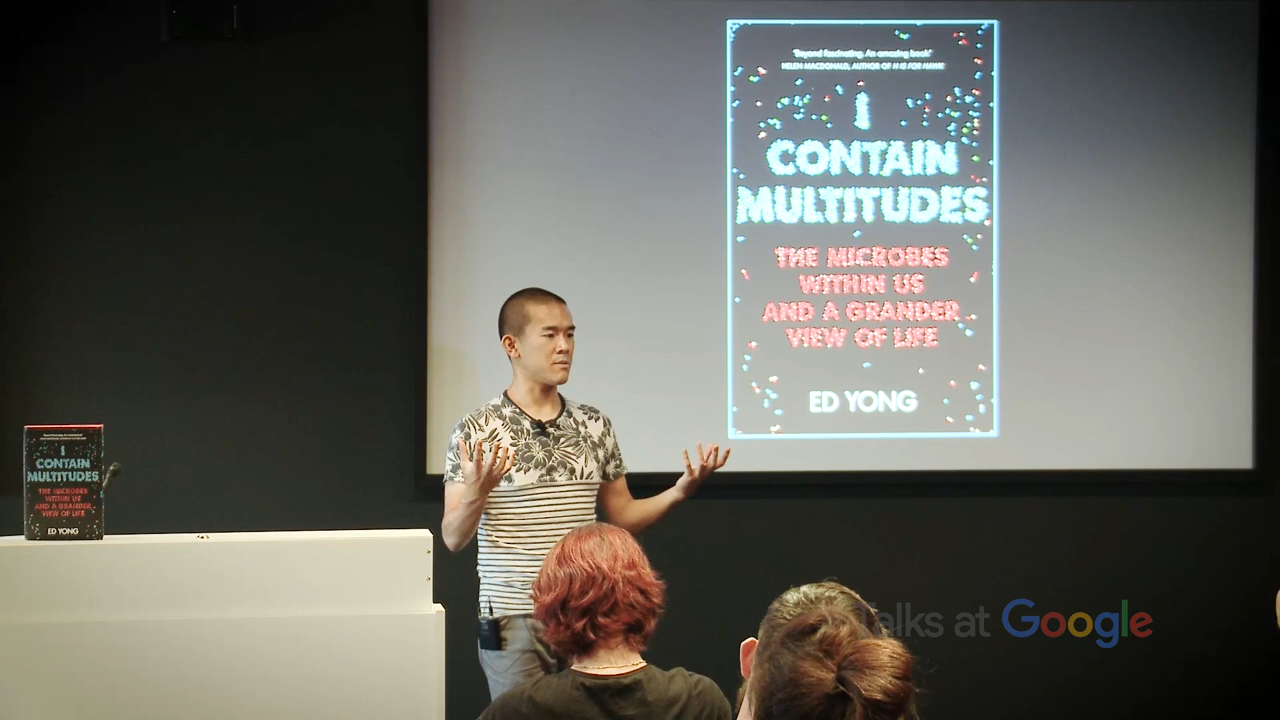 "Beyond fascinating. An amazing book"
HELEN MACDONALD, AUTHOR OF H IS FOR HAWK
I
CONTAIN
MULTITUDES
THE MICROBES
WITHIN US
AND A GRANDER
VIEW OF LIFE
ED YONG
I
CONTAIN
MULTITUDES
THE MICROBES
WITHIN US
AND A GRANDER
VIEW OF LIFE
ED YONG
Talks at Google